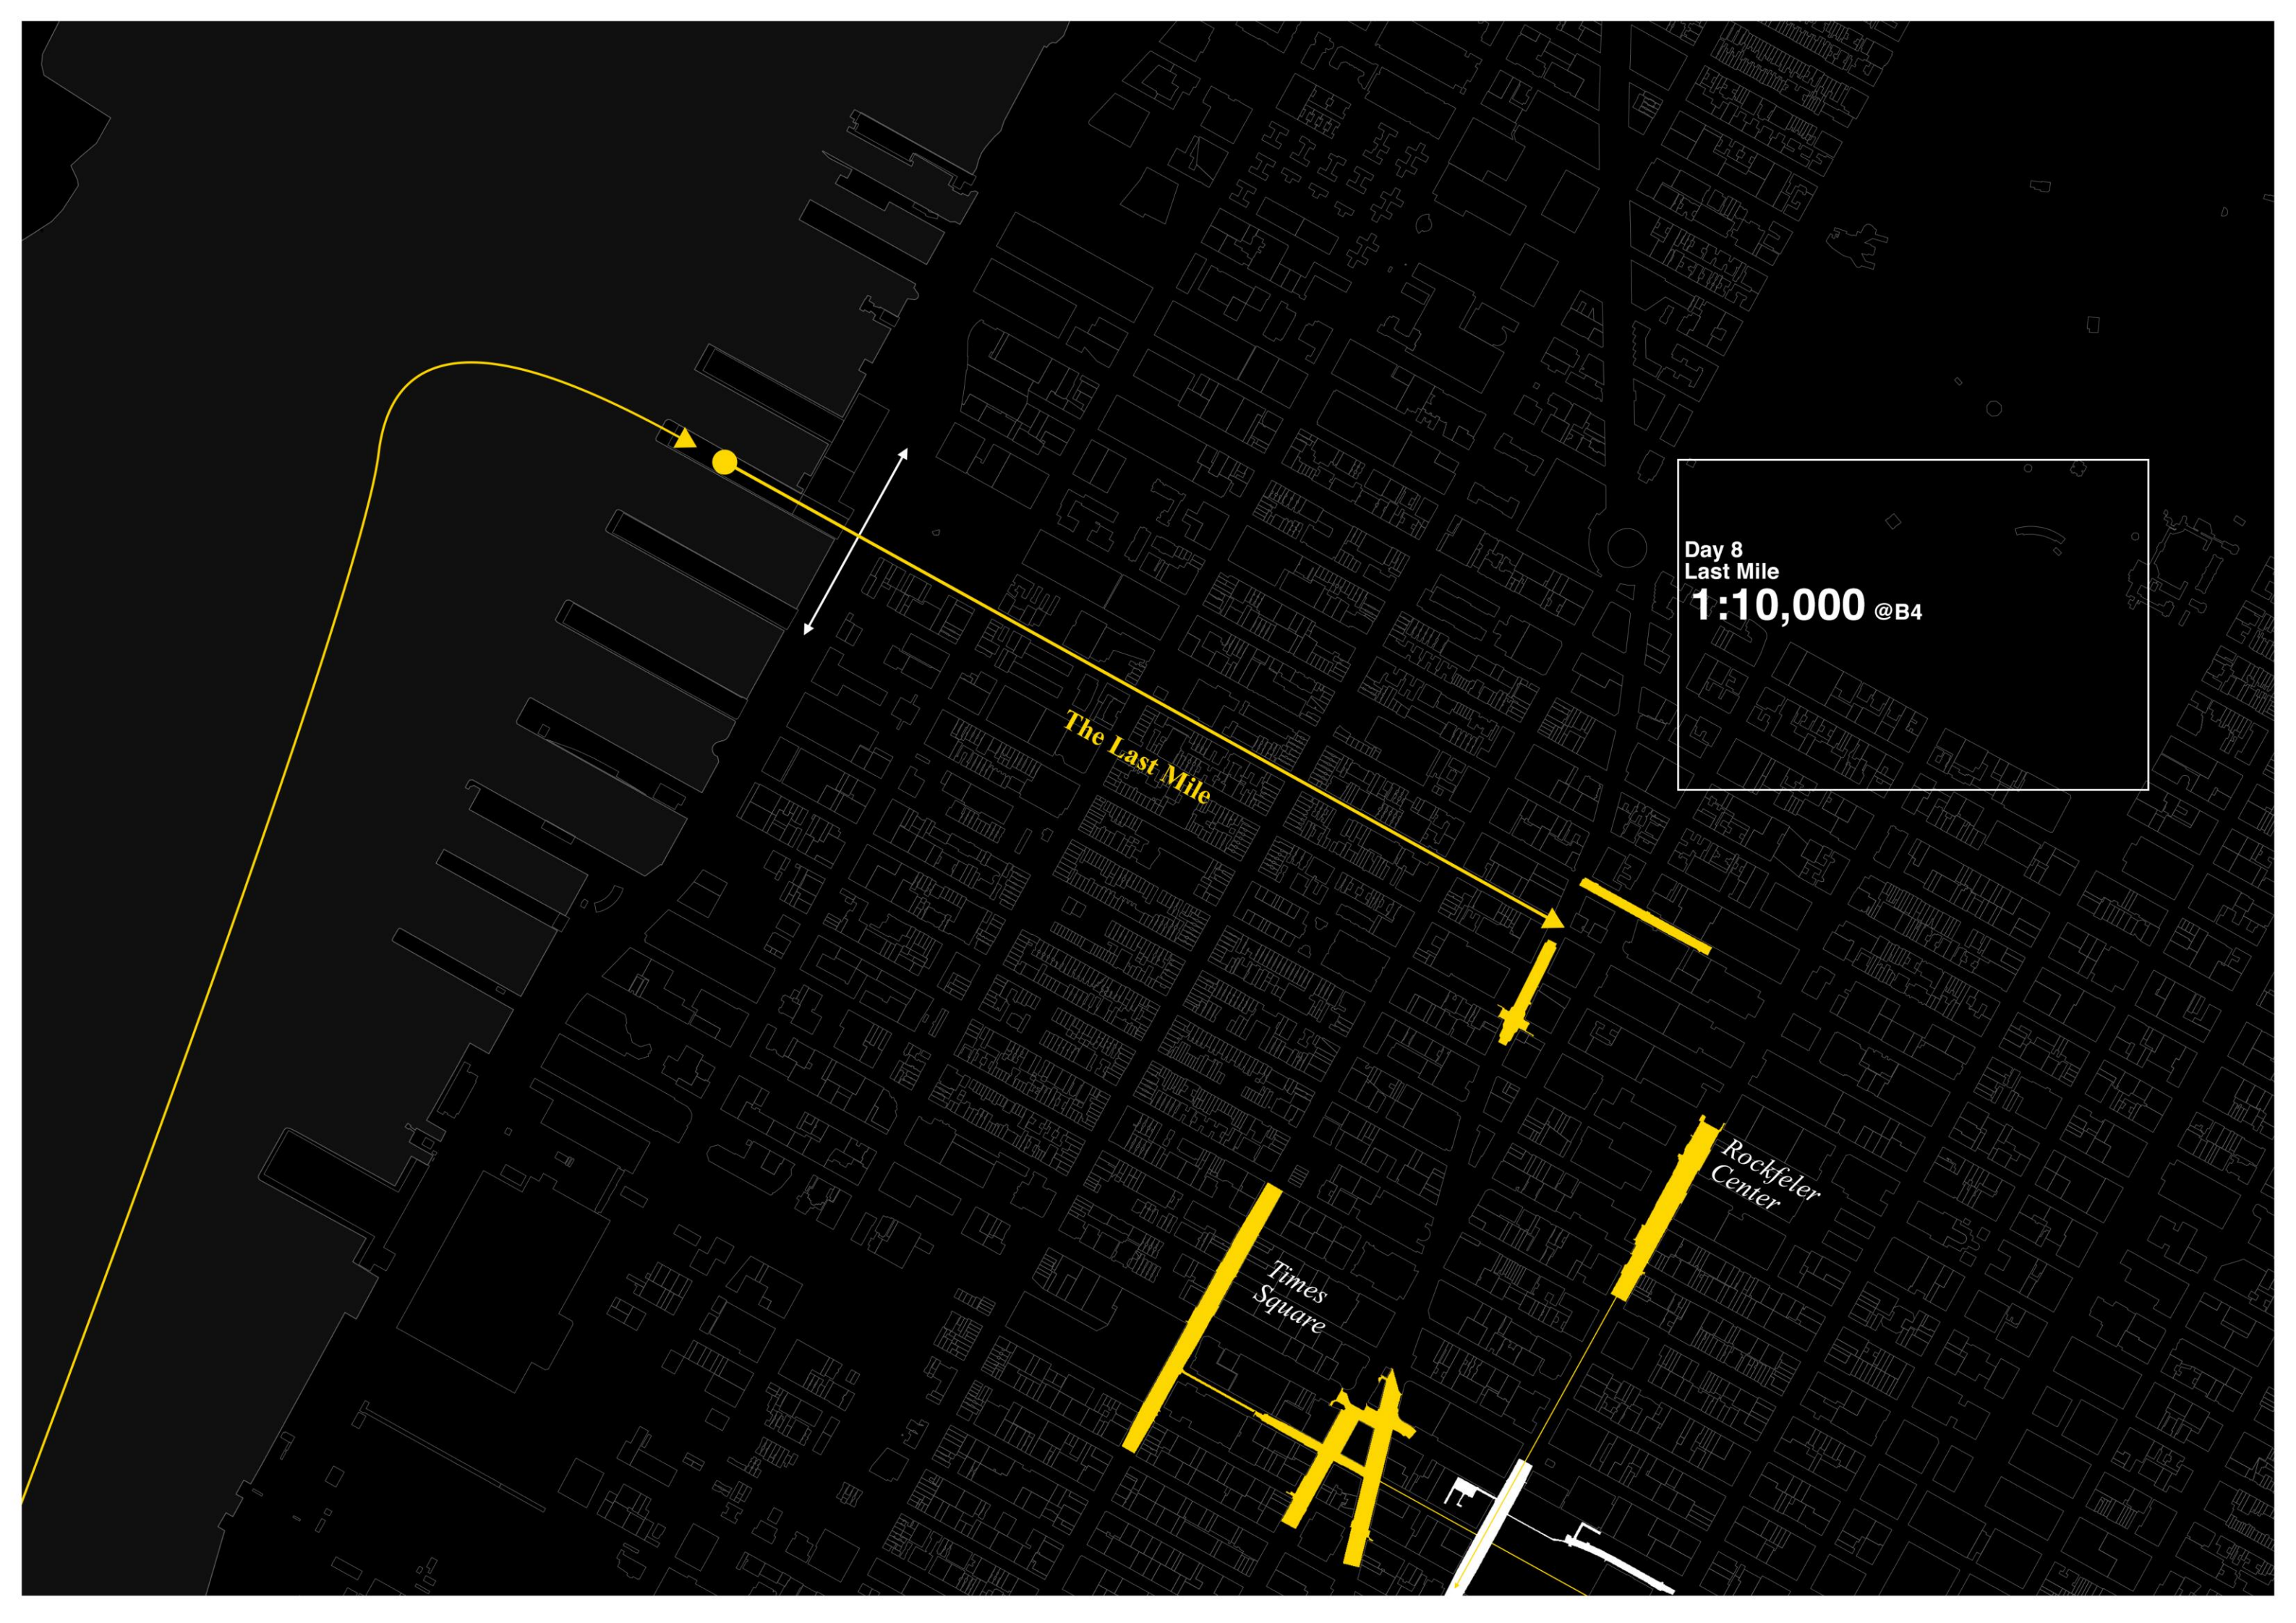 Day 8
Last Mile
1:10,000 @B4
The Last Mile
Rockfeler
Center
Times
Square